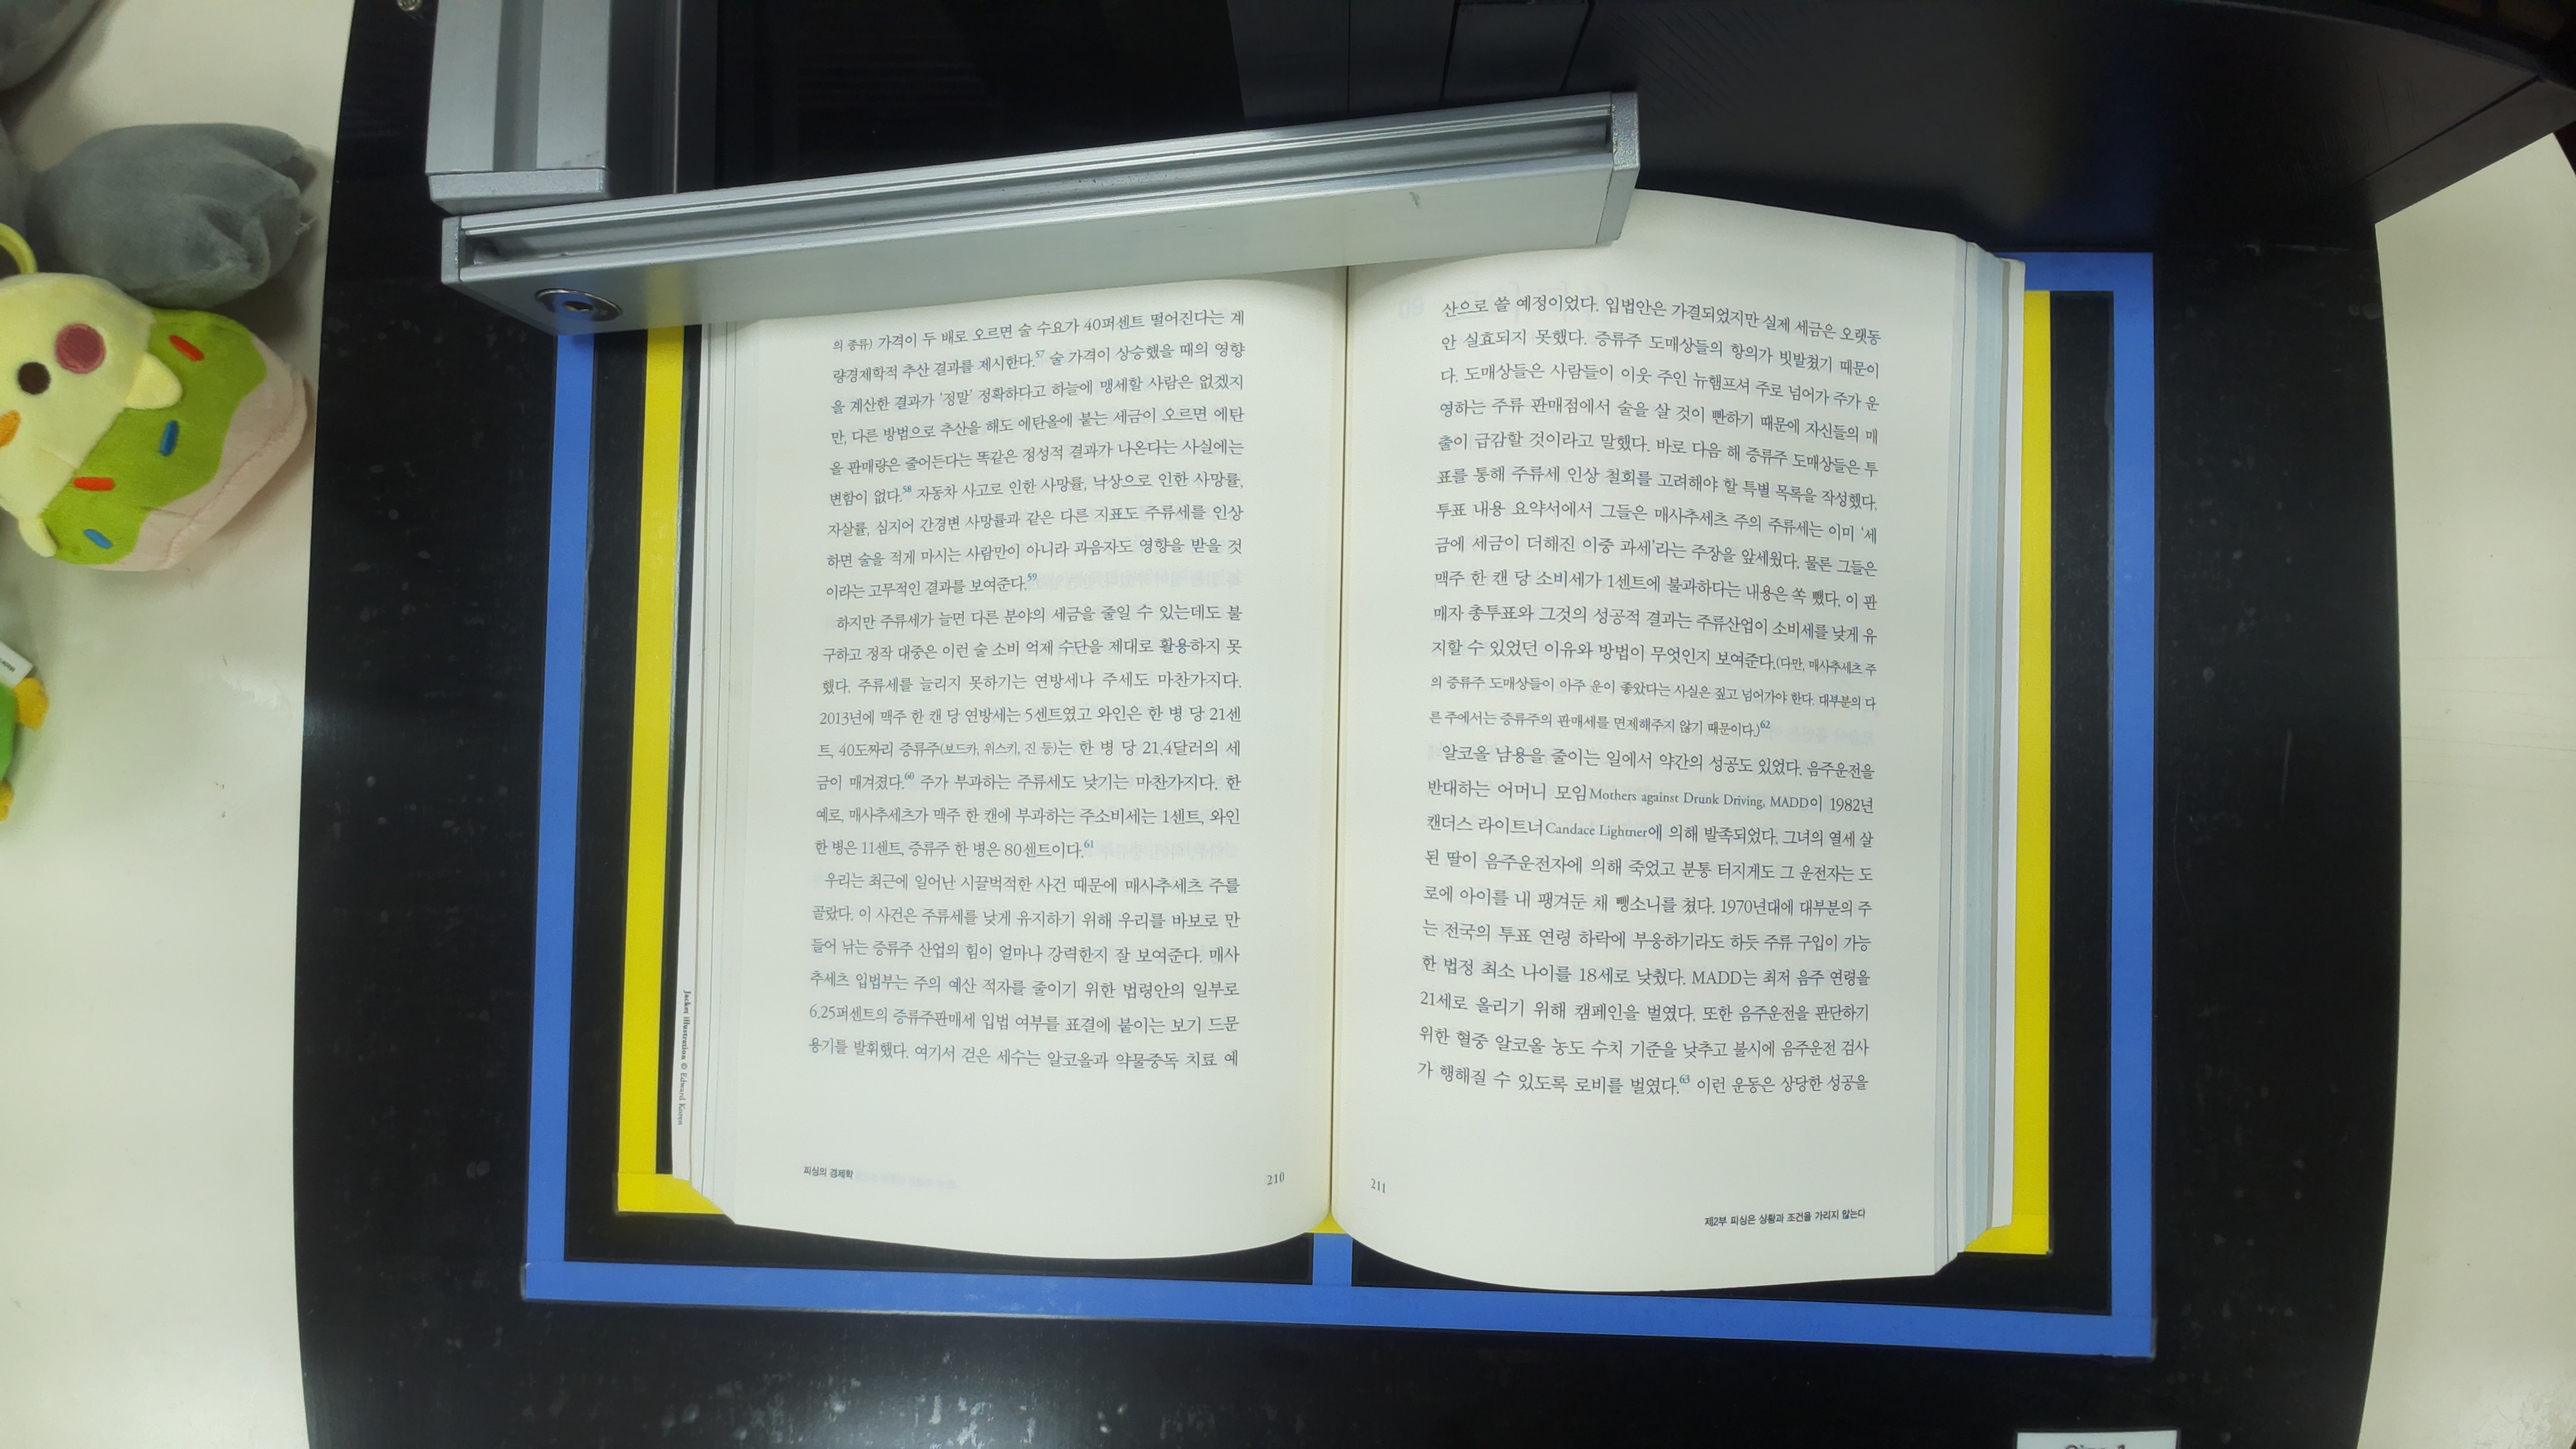 의 종류) 가격이 두 배로 오르면 술 수요가 40퍼센트 떨어진다는 계
량경제학적 추산 결과를 제시한다.57 술 가격이 상승했을 때의 영향
을 계산한 결과가 '정말' 정확하다고 하늘에 맹세할 사람은 없겠지
만, 다른 방법으로 추산을 해도 에탄올에 붙는 세금이 오르면 에탄
올 판매량은 줄어든다는 똑같은 정성적 결과가 나온다는 사실에는
변함이 없다.58 자동차 사고로 인한 사망률, 낙상으로 인한 사망률,
자살률, 심지어 간경변 사망률과 같은 다른 지표도 주류세를 인상
하면 술을 적게 마시는 사람만이 아니라 과음자도 영향을 받을 것
이라는 고무적인 결과를 보여준다.59
하지만 주류세가 늘면 다른 분야의 세금을 줄일 수 있는데도 불
구하고 정작 대중은 이런 술 소비 억제 수단을 제대로 활용하지 못
했다. 주류세를 늘리지 못하기는 연방세나 주세도 마찬가지다.
2013년에 맥주 한 캔 당 연방세는 5센트였고 와인은 한 병 당 21센
트, 40도짜리 증류주(보드카, 위스키, 진 등)는 한 병 당 21.4달러의 세
금이 매겨졌다.60 주가 부과하는 주류세도 낮기는 마찬가지다. 한
예로, 매사추세츠가 맥주 한 캔에 부과하는 주소비세는 1센트, 와인
한 병은 11센트, 증류주 한 병은 80센트이다.61
우리는 최근에 일어난 시끌벅적한 사건 때문에 매사추세츠 주를
골랐다. 이 사건은 주류세를 낮게 유지하기 위해 우리를 바보로 만
들어 낚는 증류주 산업의 힘이 얼마나 강력한지 잘 보여준다. 매사
추세츠 입법부는 주의 예산 적자를 줄이기 위한 법령안의 일부로
6.25퍼센트의 증류주판매세 입법 여부를 표결에 붙이는 보기 드문
용기를 발휘했다. 여기서 걷은 세수는 알코올과 약물중독 치료 예
피싱의 경제학
210
Jacket illustration © Edward Koren
산으로 쓸 예정이었다. 입법안은 가결되었지만 실제 세금은 오랫동
안 실효되지 못했다. 증류주 도매상들의 항의가 빗발쳤기 때문이
다. 도매상들은 사람들이 이웃 주인 뉴햄프셔 주로 넘어가 주가 운
영하는 주류 판매점에서 술을 살 것이 빤하기 때문에 자신들의 매
출이 급감할 것이라고 말했다. 바로 다음 해 증류주 도매상들은 투
표를 통해 주류세 인상 철회를 고려해야 할 특별 목록을 작성했다.
투표 내용 요약서에서 그들은 매사추세츠 주의 주류세는 이미 '세
금에 세금이 더해진 이중 과세'라는 주장을 앞세웠다. 물론 그들은
맥주 한 캔 당 소비세가 1센트에 불과하다는 내용은 쏙 뺐다. 이 판
매자 총투표와 그것의 성공적 결과는 주류산업이 소비세를 낮게 유
지할 수 있었던 이유와 방법이 무엇인지 보여준다.(다만, 매사추세츠 주
의 증류주 도매상들이 아주 운이 좋았다는 사실은 짚고 넘어가야 한다. 대부분의 다
른 주에서는 증류주의 판매세를 면제해주지 않기 때문이다.)62
알코올 남용을 줄이는 일에서 약간의 성공도 있었다. 음주운전을
반대하는 어머니 모임Mothers against Drunk Driving, MADD이 1982년
캔더스 라이트너Candace Lightner에 의해 발족되었다. 그녀의 열세 살
된 딸이 음주운전자에 의해 죽었고 분통 터지게도 그 운전자는 도
로에 아이를 내 팽겨둔 채 뺑소니를 쳤다. 1970년대에 대부분의 주
는 전국의 투표 연령 하락에 부응하기라도 하듯 주류 구입이 가능
한 법정 최소 나이를 18세로 낮췄다. MADD는 최저 음주 연령을
21세로 올리기 위해 캠페인을 벌였다. 또한 음주운전을 판단하기
위한 혈중 알코올 농도 수치 기준을 낮추고 불시에 음주운전 검사
가 행해질 수 있도록 로비를 벌였다.63 이런 운동은 상당한 성공을
211
제2부 피싱은 상황과 조건을 가리지 않는다